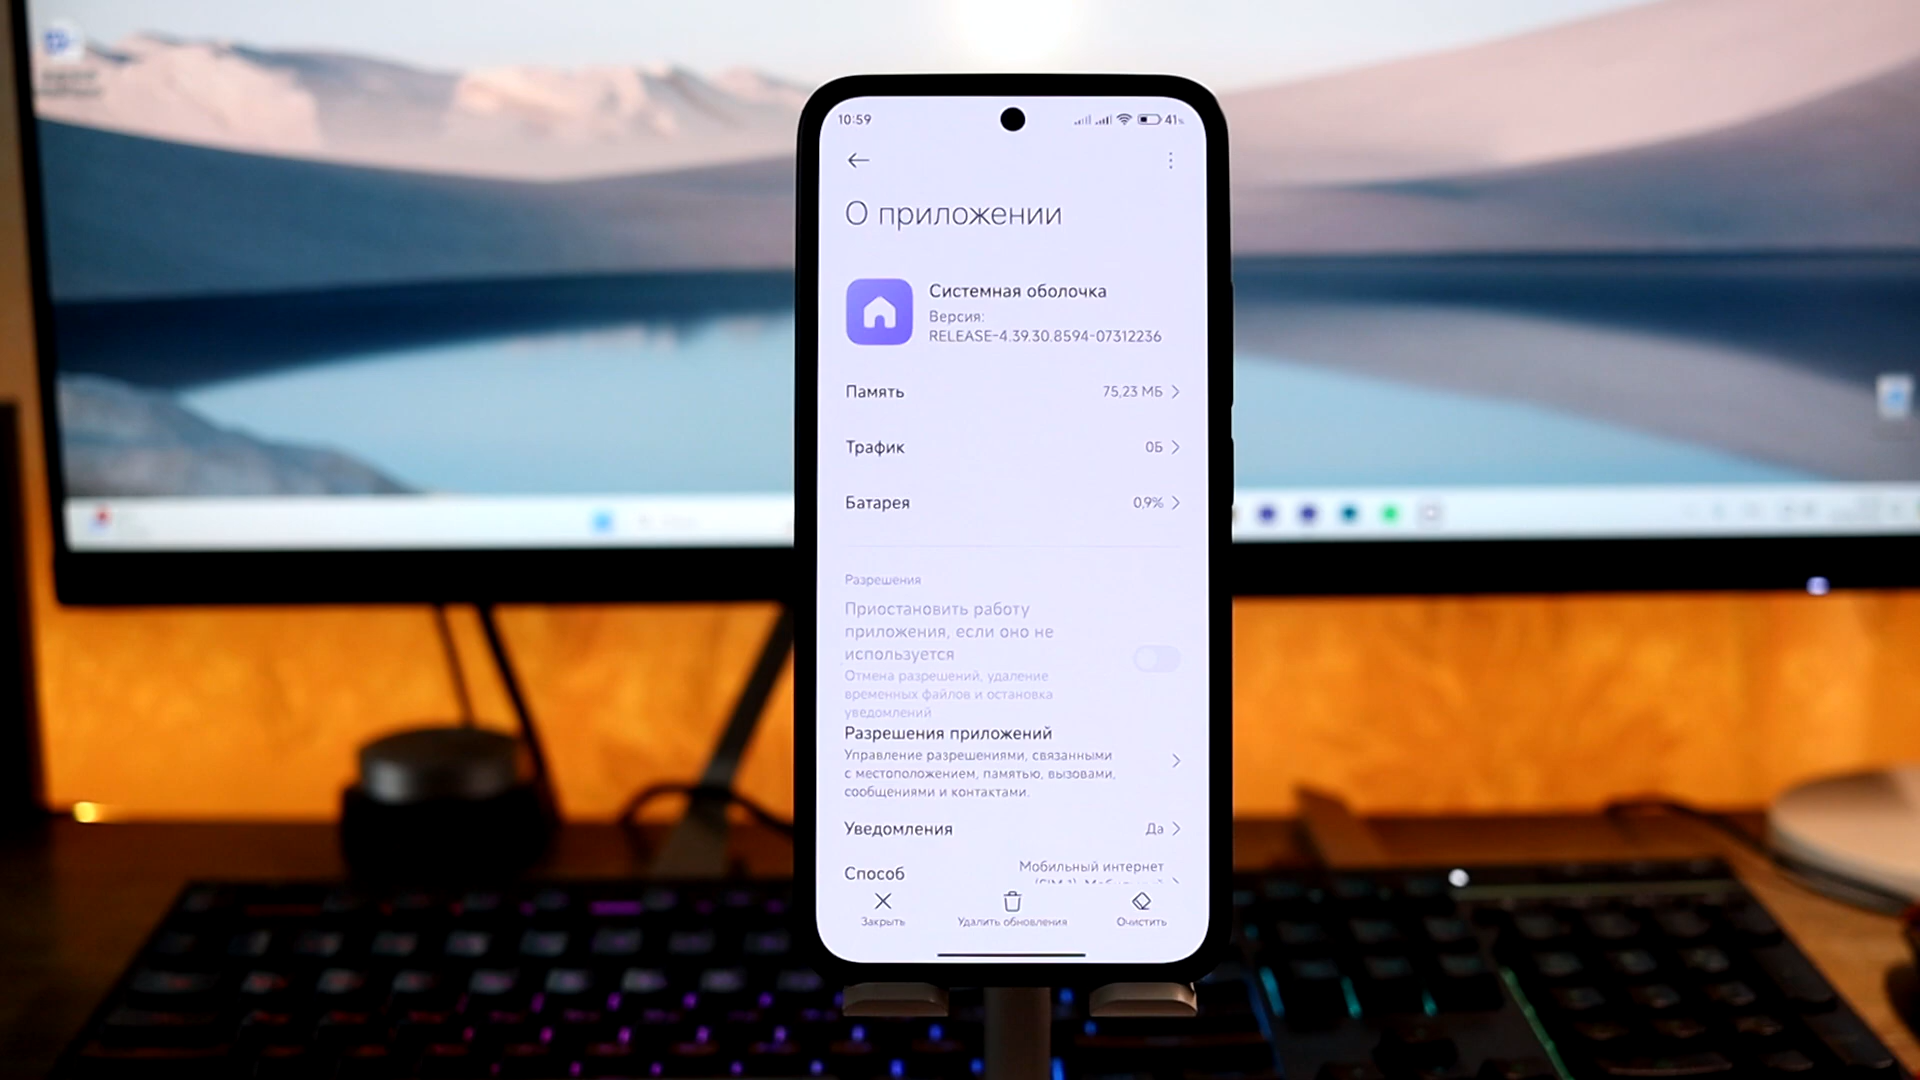 10:59
41%
О приложении
Системная оболочка
Версия:
RELEASE-4.39.30.8594-07312236
Память 75,23 МБ
Трафик 0Б
Батарея 0,9%
Разрешения
Приостановить работу
приложения, если оно не
используется
Отмена разрешений, удаление
временных файлов и остановка
уведомлений
Разрешения приложений
Управление разрешениями, связанными
с местоположением, памятью, вызовами,
сообщениями и контактами.
Уведомления Да
Способ Мобильный интернет
Закрыть Удалить обновления Очистить